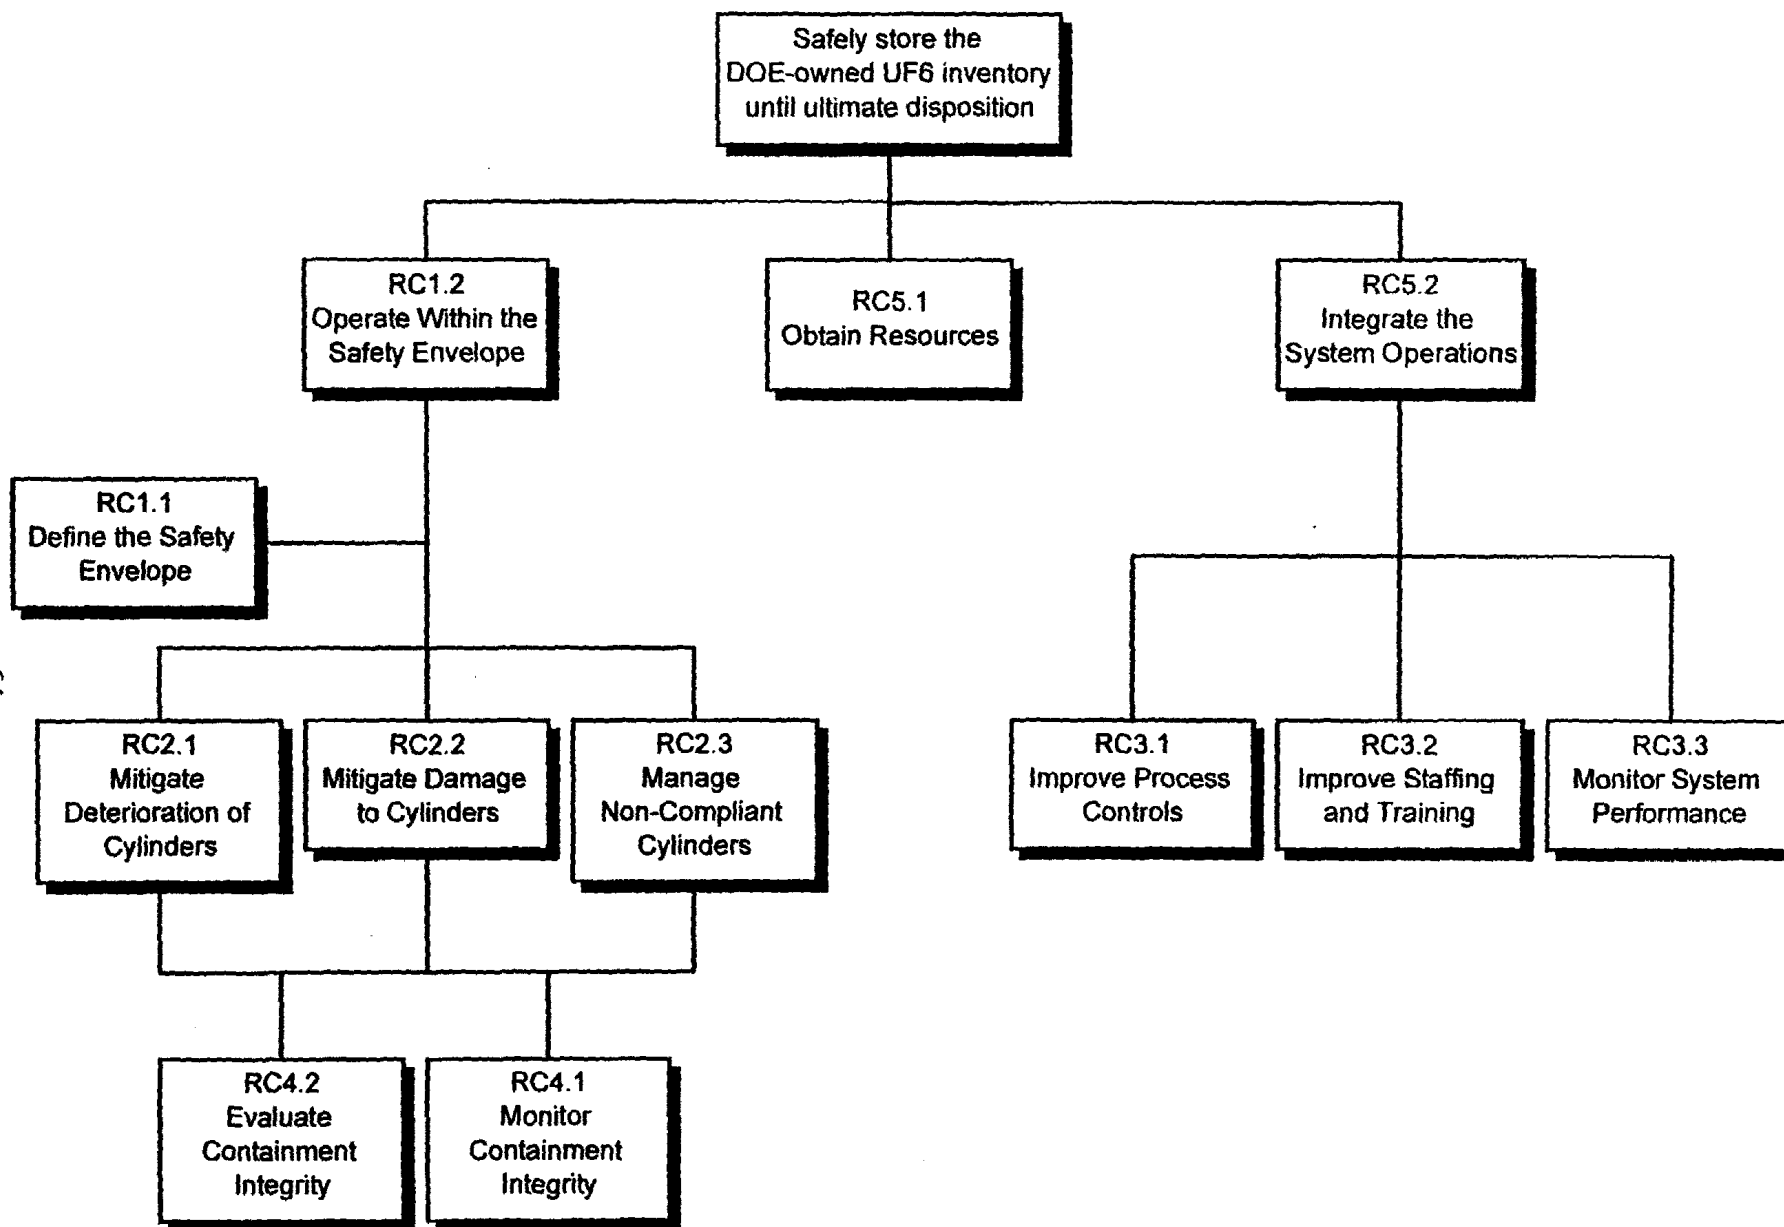 Safely store the
DOE-owned UF6 inventory
until ultimate disposition
RC1.2
Operate Within the
Safety Envelope
RC5.1
Obtain Resources
RC5.2
Integrate the
System Operations
RC1.1
Define the Safety
Envelope
RC2.1
Mitigate
Deterioration of
Cylinders
RC2.2
Mitigate Damage
to Cylinders
RC2.3
Manage
Non-Compliant
Cylinders
RC3.1
Improve Process
Controls
RC3.2
Improve Staffing
and Training
RC3.3
Monitor System
Performance
RC4.2
Evaluate
Containment
Integrity
RC4.1
Monitor
Containment
Integrity